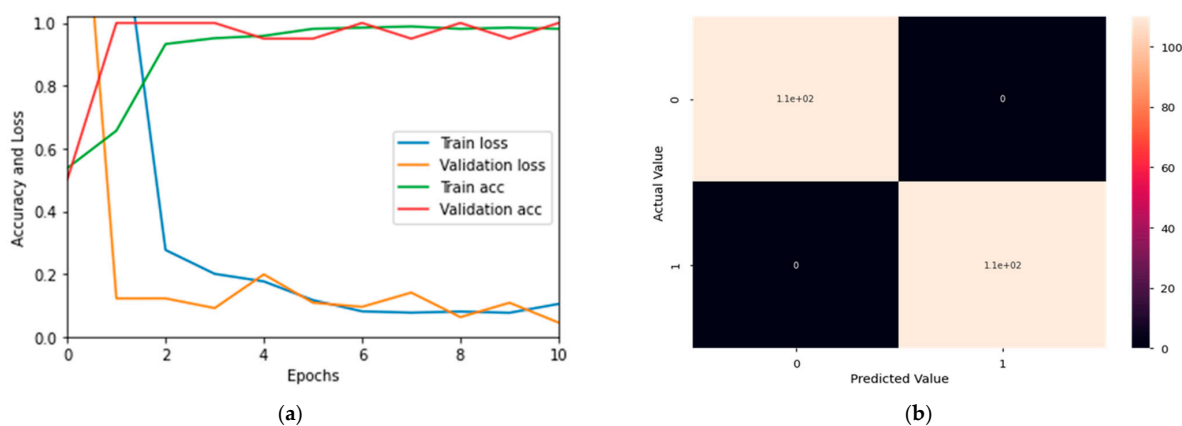 1.0
0.8
0.6
0.4
0.2
0.0
Accuracy and Loss
Train loss
Validation loss
Train acc
Validation acc
0 2 4 6 8 10
Epochs
(a)
0
1
Actual Value
1.1e+02 0
0 1.1e+02
0 1
Predicted Value
100
80
60
40
20
0
(b)